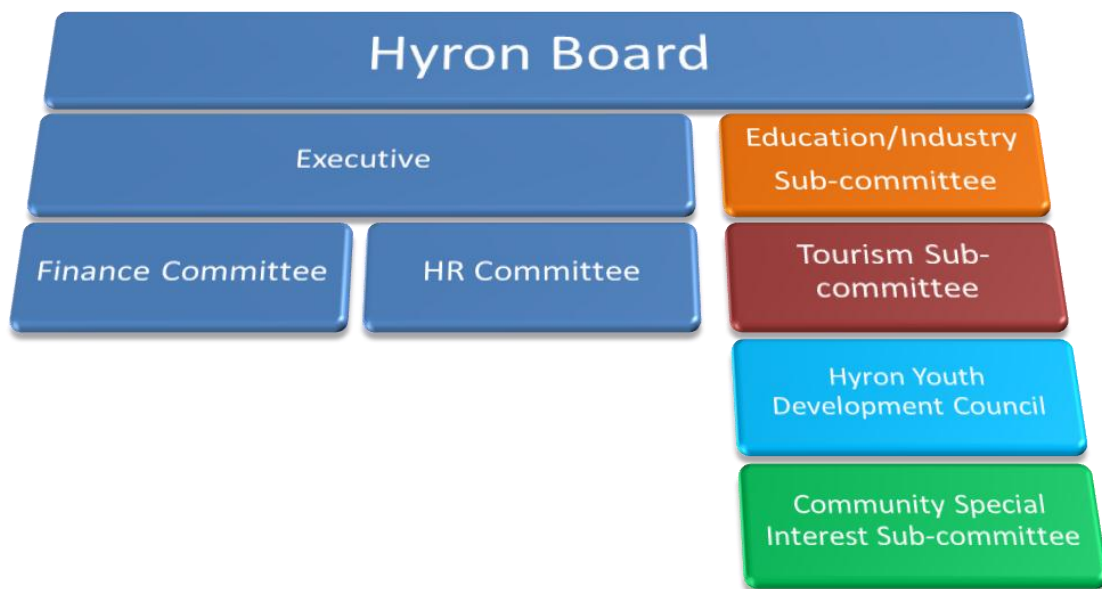 Hyron Board
Executive
Education/Industry
Sub-committee
Finance Committee
HR Committee
Tourism Sub-
committee
Hyron Youth
Development Council
Community Special
Interest Sub-committee